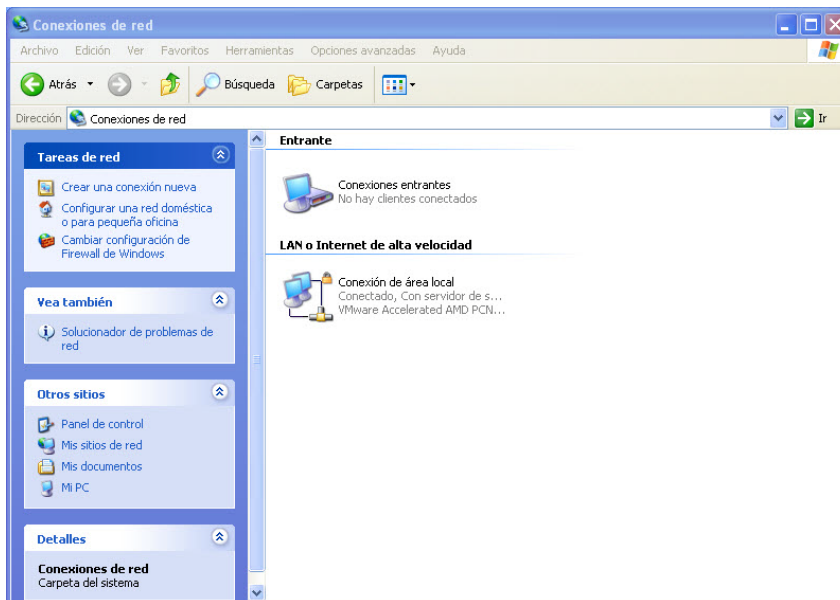 Conexiones de red
Archivo Edición Ver Favoritos Herramientas Opciones avanzadas Ayuda
Atrás Búsqueda Carpetas
Dirección Conexiones de red Ir
Tareas de red
Crear una conexión nueva
Configurar una red doméstica
o para pequeña oficina
Cambiar configuración de
Firewall de Windows
Vea también
Solucionador de problemas de
red
Otros sitios
Panel de control
Mis sitios de red
Mis documentos
Mi PC
Detalles
Conexiones de red
Carpeta del sistema
Entrante
Conexiones entrantes
No hay clientes conectados
LAN o Internet de alta velocidad
Conexión de área local
Conectado, Con servidor de s...
VMware Accelerated AMD PCN...